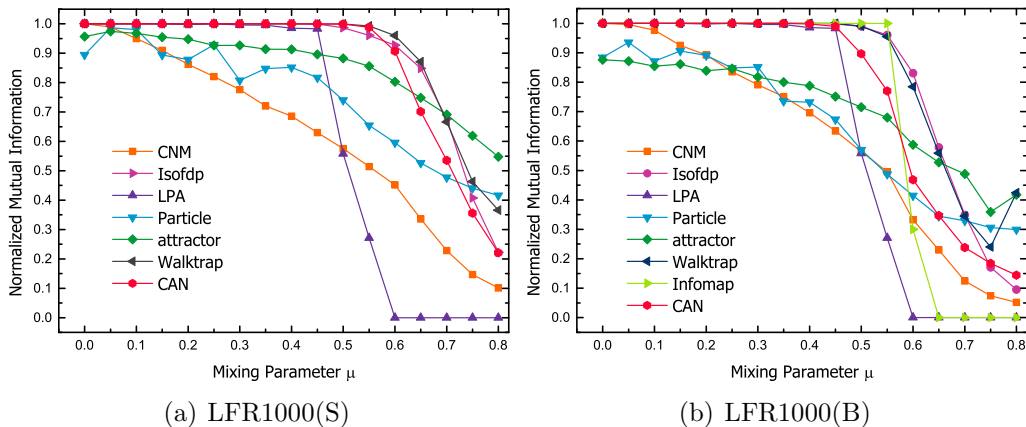 Normalized Mutual Information
1.0
0.9
0.8
0.7
0.6
0.5
0.4
0.3
0.2
0.1
0.0
CNM
Isofdp
LPA
Particle
attractor
Walktrap
CAN
0.0 0.1 0.2 0.3 0.4 0.5 0.6 0.7 0.8
Mixing Parameter μ
(a) LFR1000(S)
Normalized Mutual Information
1.0
0.9
0.8
0.7
0.6
0.5
0.4
0.3
0.2
0.1
0.0
CNM
Isofdp
LPA
Particle
attractor
Walktrap
Infomap
CAN
0.0 0.1 0.2 0.3 0.4 0.5 0.6 0.7 0.8
Mixing Parameter μ
(b) LFR1000(B)